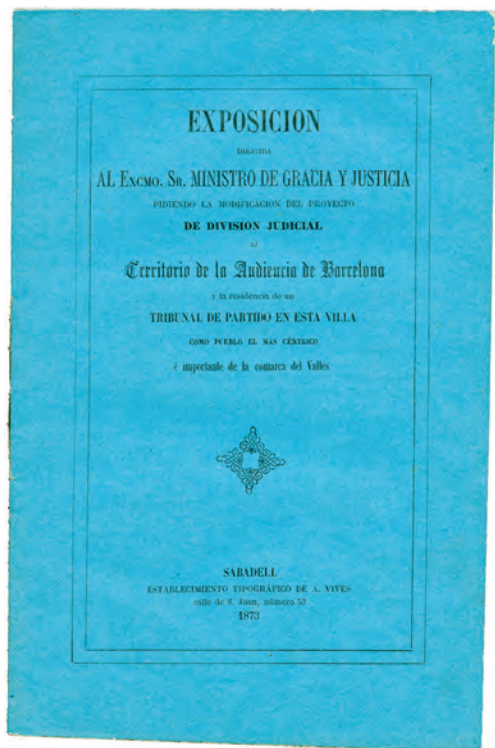 EXPOSICION
DIRIGIDA
AL EXCMO. SR. MINISTRO DE GRACIA Y JUSTICIA
PIDIENDO LA MODIFICACION DEL PROYECTO
DE DIVISION JUDICIAL
Territorio de la Audiencia de Barcelona
y la residencia de un
TRIBUNAL DE PARTIDO EN ESTA VILLA
COMO PUEBLO EL MAS CÉNTRICO
é importante de la comarca del Vallés
SABADELL
ESTABLECIMIENTO TIPOGRÁFICO DE A. VIVES
calle de S. Juan, número 53
1873